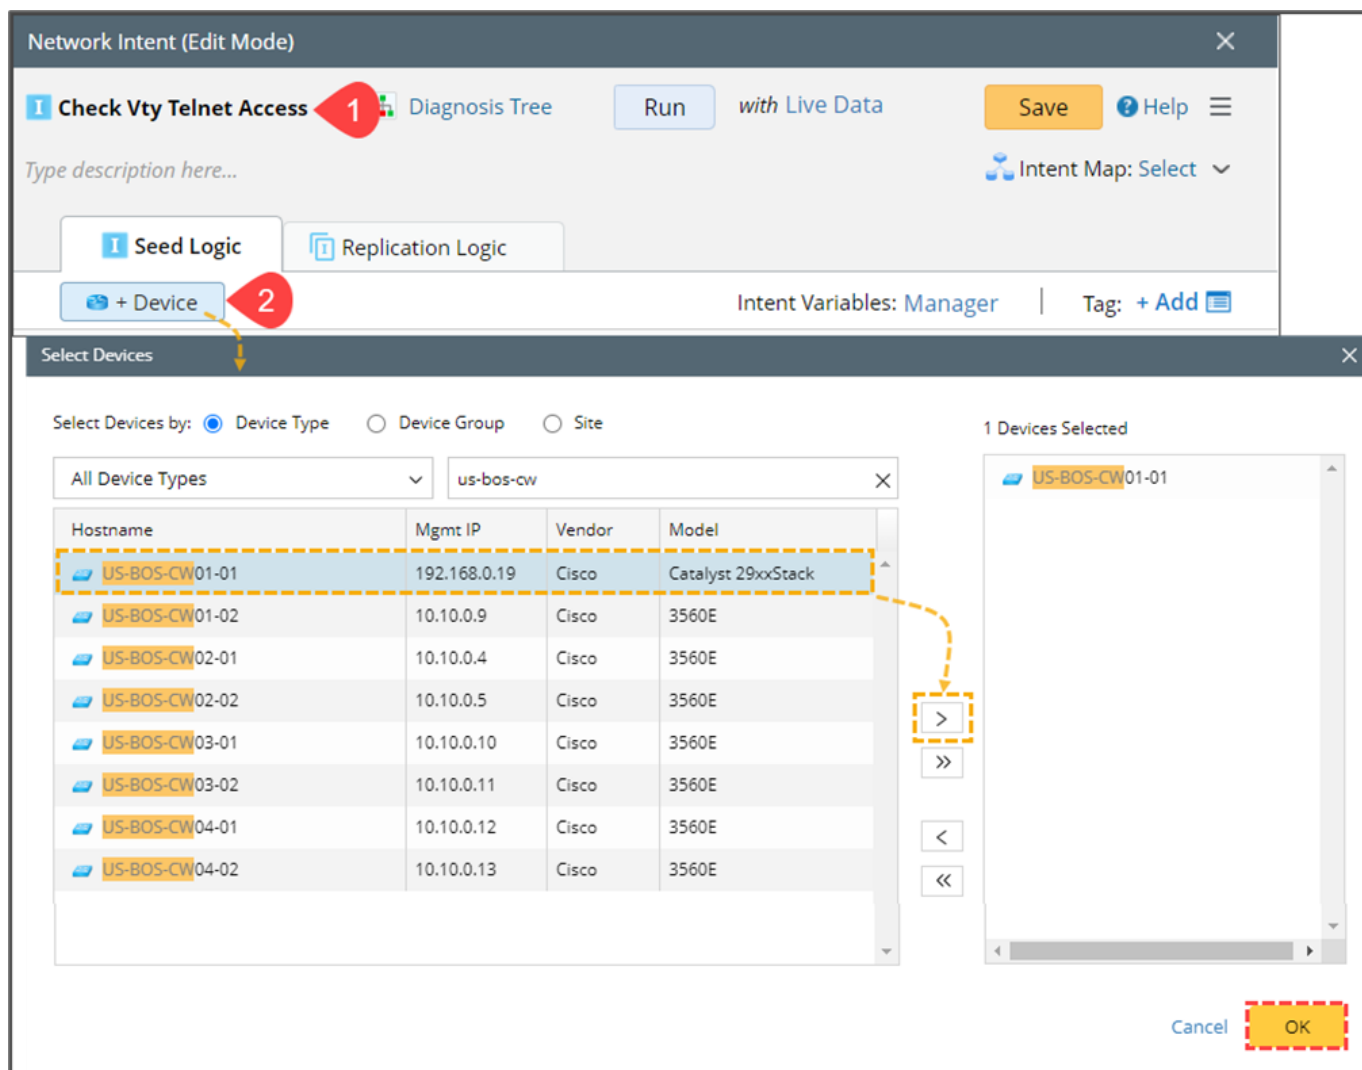 Network Intent (Edit Mode)
Check Vty Telnet Access 1 Diagnosis Tree Run with Live Data Save Help
Type description here... Intent Map: Select
Seed Logic Replication Logic
+ Device 2 Intent Variables: Manager Tag: + Add
Select Devices
Select Devices by: Device Type Device Group Site 1 Devices Selected
All Device Types us-bos-cw US-BOS-CW01-01
Hostname Mgmt IP Vendor Model
US-BOS-CW01-01 192.168.0.19 Cisco Catalyst 29xxStack
US-BOS-CW01-02 10.10.0.9 Cisco 3560E
US-BOS-CW02-01 10.10.0.4 Cisco 3560E
US-BOS-CW02-02 10.10.0.5 Cisco 3560E
US-BOS-CW03-01 10.10.0.10 Cisco 3560E
US-BOS-CW03-02 10.10.0.11 Cisco 3560E
US-BOS-CW04-01 10.10.0.12 Cisco 3560E
US-BOS-CW04-02 10.10.0.13 Cisco 3560E
Cancel OK